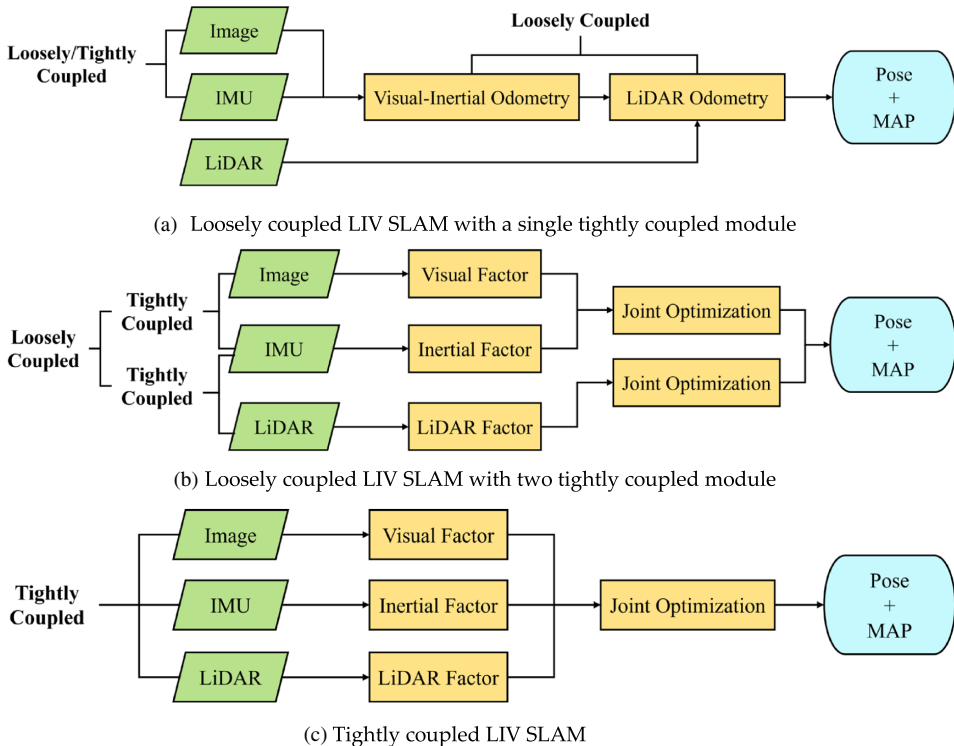 Loosely Coupled
Loosely/Tightly
Coupled
Image
IMU
LiDAR
Visual-Inertial Odometry
LiDAR Odometry
Pose
+
MAP
(a) Loosely coupled LIV SLAM with a single tightly coupled module
Loosely
Coupled
Tightly
Coupled
Tightly
Coupled
Image
IMU
LiDAR
Visual Factor
Inertial Factor
LiDAR Factor
Joint Optimization
Joint Optimization
Pose
+
MAP
(b) Loosely coupled LIV SLAM with two tightly coupled module
Tightly
Coupled
Image
IMU
LiDAR
Visual Factor
Inertial Factor
LiDAR Factor
Joint Optimization
Pose
+
MAP
(c) Tightly coupled LIV SLAM